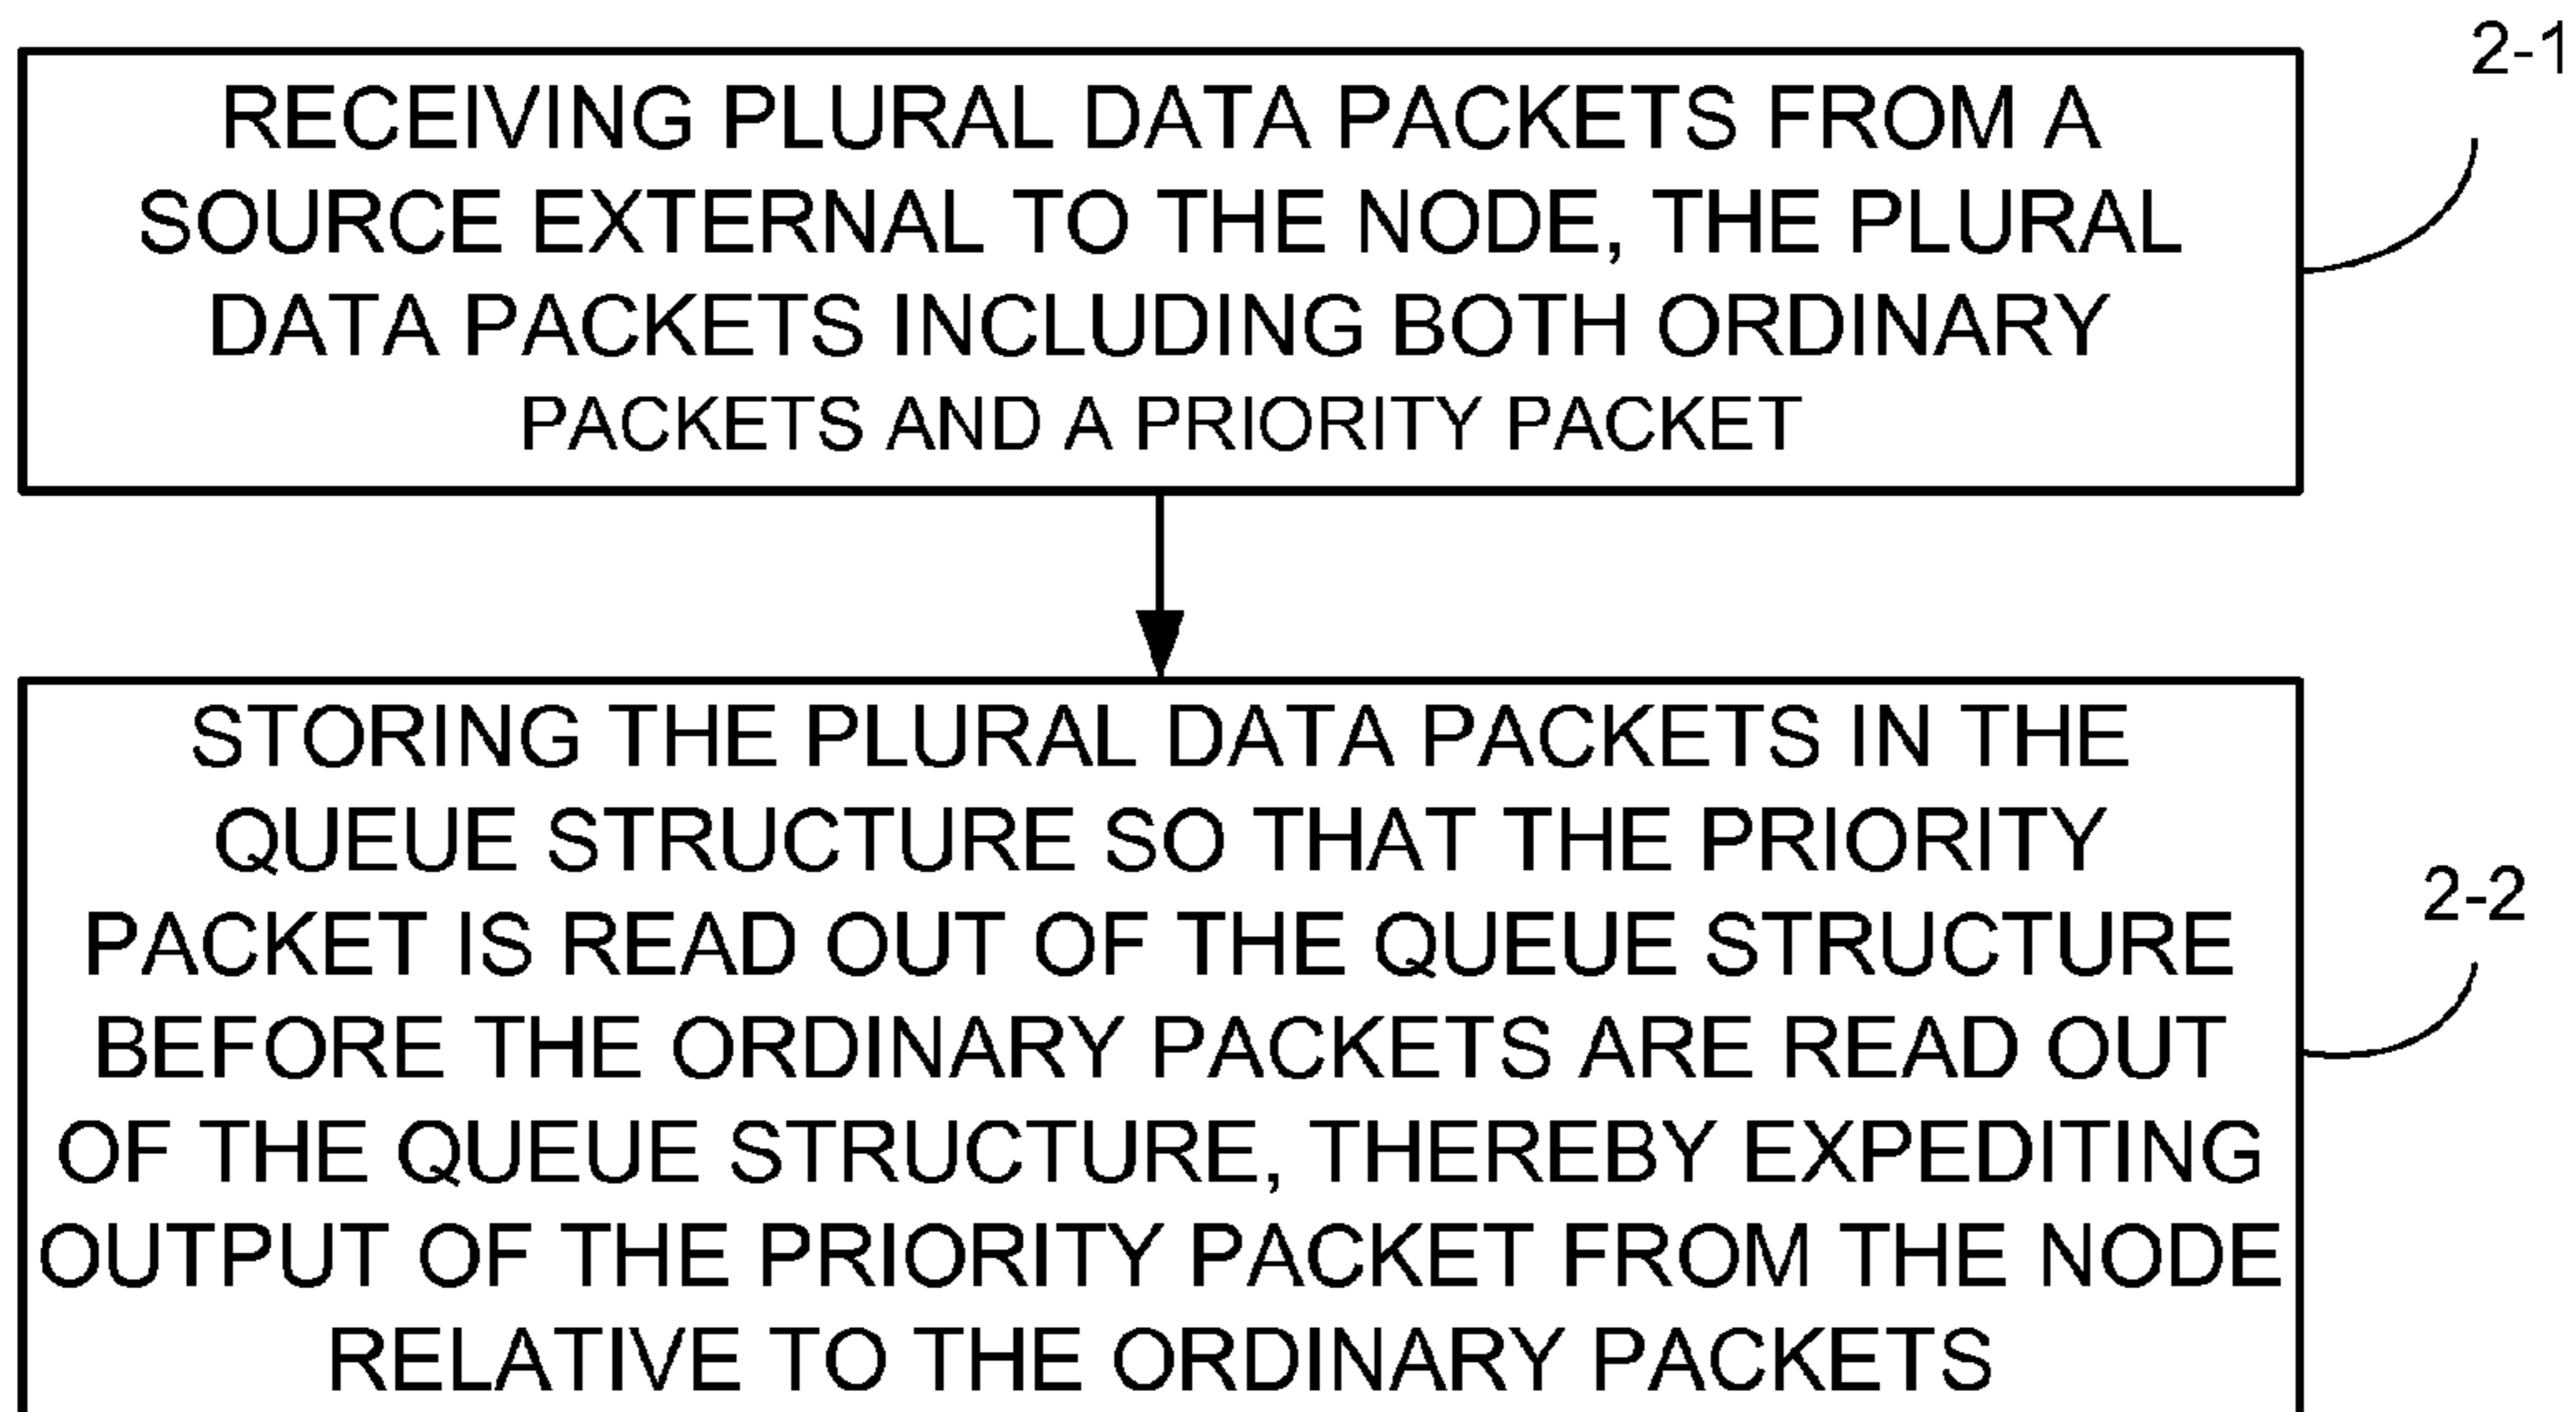 2-1
RECEIVING PLURAL DATA PACKETS FROM A
SOURCE EXTERNAL TO THE NODE, THE PLURAL
DATA PACKETS INCLUDING BOTH ORDINARY
PACKETS AND A PRIORITY PACKET
STORING THE PLURAL DATA PACKETS IN THE
QUEUE STRUCTURE SO THAT THE PRIORITY
2-2
PACKET IS READ OUT OF THE QUEUE STRUCTURE
BEFORE THE ORDINARY PACKETS ARE READ OUT
OF THE QUEUE STRUCTURE, THEREBY EXPEDITING
OUTPUT OF THE PRIORITY PACKET FROM THE NODE
RELATIVE TO THE ORDINARY PACKETS